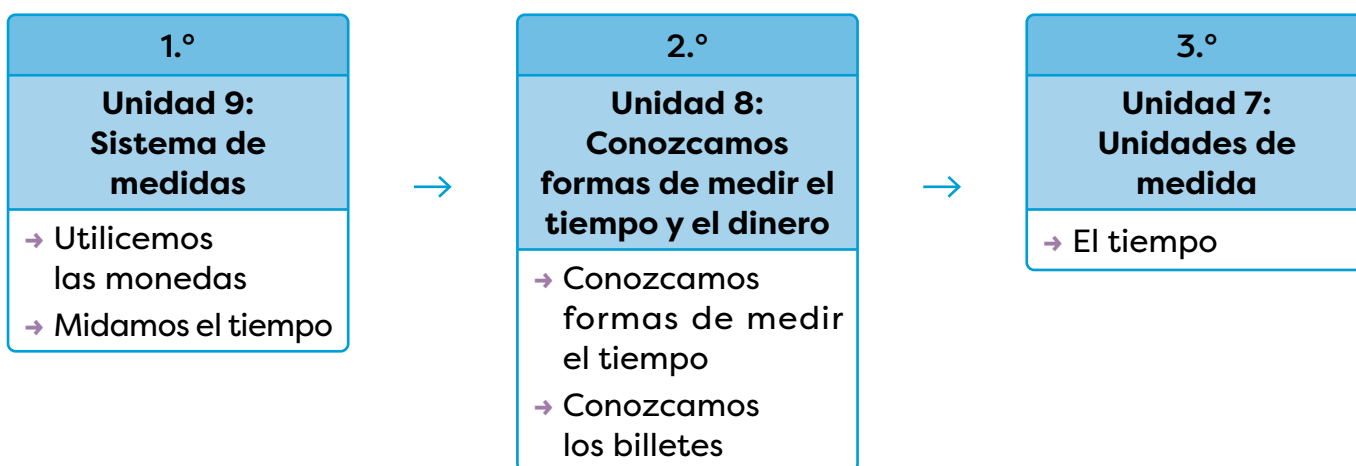 1.°
Unidad 9:
Sistema de
medidas
→ Utilicemos
las monedas
→ Midamos el tiempo
→
2.°
Unidad 8:
Conozcamos
formas de medir el
tiempo y el dinero
→ Conozcamos
formas de medir
el tiempo
→ Conozcamos
los billetes
→
3.°
Unidad 7:
Unidades de
medida
→ El tiempo